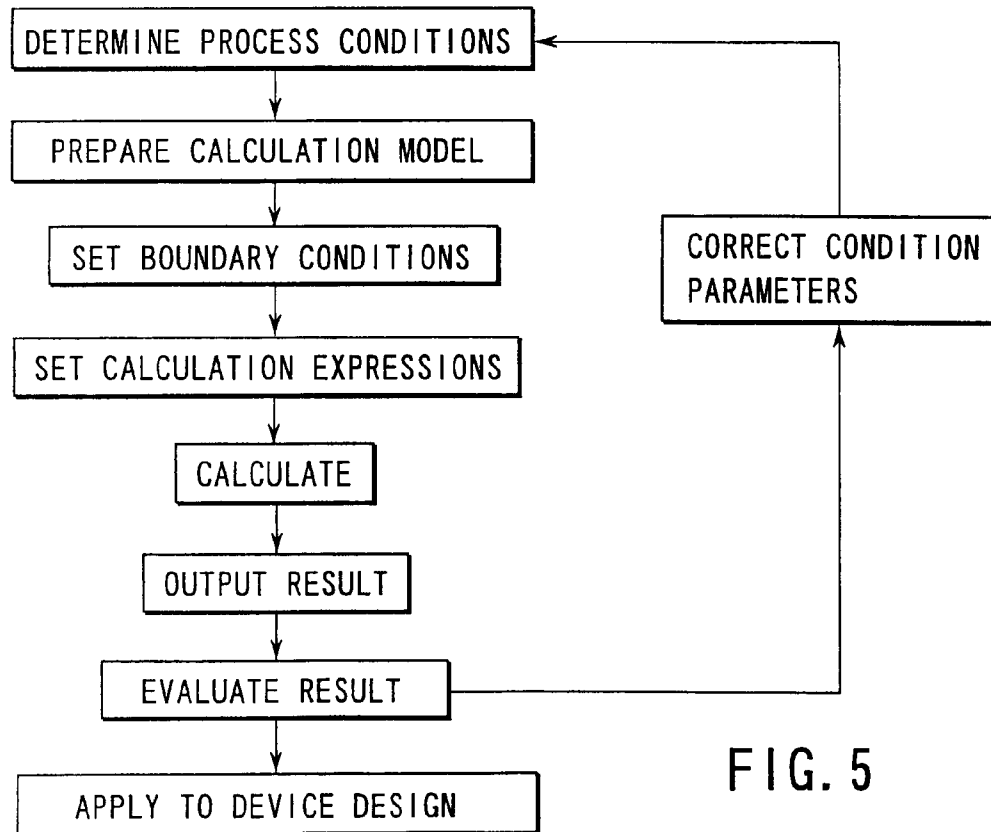 DETERMINE PROCESS CONDITIONS
PREPARE CALCULATION MODEL
SET BOUNDARY CONDITIONS
SET CALCULATION EXPRESSIONS
CALCULATE
OUTPUT RESULT
EVALUATE RESULT
APPLY TO DEVICE DESIGN
CORRECT CONDITION
PARAMETERS
FIG. 5